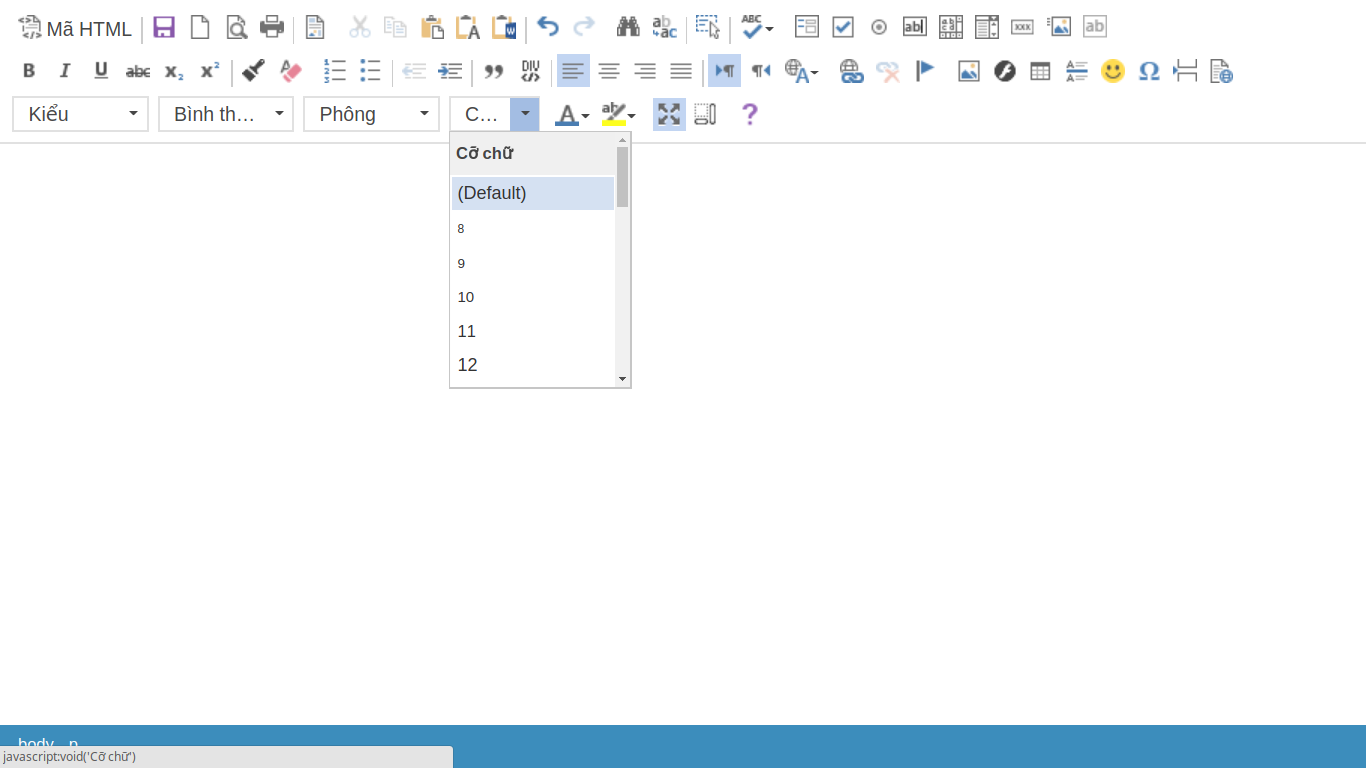 Mã HTML
Kiểu
Bình th...
Phông
C...
Cỡ chữ
(Default)
8
9
10
11
12
body p
javascript:void('Cỡ chữ')